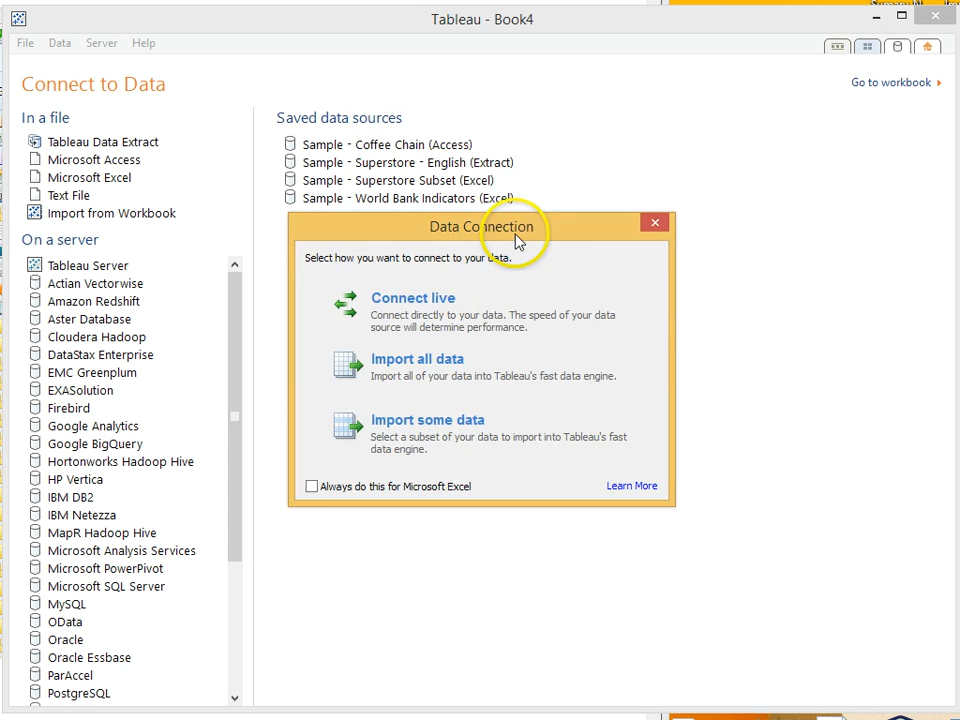 Tableau - Book4
File Data Server Help
Connect to Data
Go to workbook
In a file
Tableau Data Extract
Microsoft Access
Microsoft Excel
Text File
Import from Workbook
On a server
Tableau Server
Actian Vectorwise
Amazon Redshift
Aster Database
Cloudera Hadoop
DataStax Enterprise
EMC Greenplum
EXASolution
Firebird
Google Analytics
Google BigQuery
Hortonworks Hadoop Hive
HP Vertica
IBM DB2
IBM Netezza
MapR Hadoop Hive
Microsoft Analysis Services
Microsoft PowerPivot
Microsoft SQL Server
MySQL
OData
Oracle
Oracle Essbase
ParAccel
PostgreSQL
Saved data sources
Sample - Coffee Chain (Access)
Sample - Superstore - English (Extract)
Sample - Superstore Subset (Excel)
Sample - World Bank Indicators (Excel)
Data Connection
Select how you want to connect to your data.
Connect live
Connect directly to your data. The speed of your data
source will determine performance.
Import all data
Import all of your data into Tableau's fast data engine.
Import some data
Select a subset of your data to import into Tableau's fast
data engine.
Always do this for Microsoft Excel
Learn More